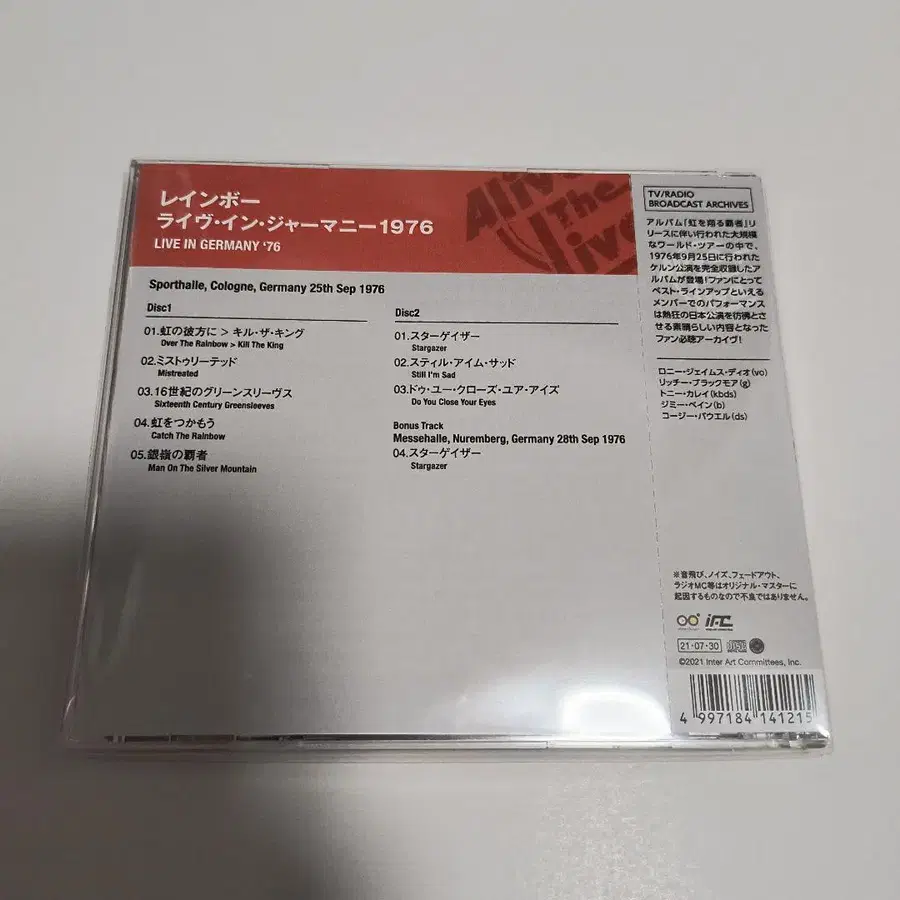 レインボー
ライヴ・イン・ジャーマニー1976
LIVE IN GERMANY '76
Alive
The
Live
Sporthalle, Cologne, Germany 25th Sep 1976
Disc1
01.虹の彼方に > キル・ザ・キング
Over The Rainbow > Kill The King
02.ミストゥリーテッド
Mistreated
03.16世紀のグリーンスリーヴス
Sixteenth Century Greensleeves
04.虹をつかもう
Catch The Rainbow
05.銀嶺の覇者
Man On The Silver Mountain
Disc2
01.スターゲイザー
Stargazer
02.スティル・アイム・サッド
Still I'm Sad
03.ドゥ・ユー・クローズ・ユア・アイズ
Do You Close Your Eyes
Bonus Track
Messehalle, Nuremberg, Germany 28th Sep 1976
04.スターゲイザー
Stargazer
TV/RADIO
BROADCAST ARCHIVES
アルバム「虹を翔る覇者」リ
リースに伴い行われた大規模
なワールド・ツアーの中で、
1976年9月25日に行われた
ケルン公演を完全収録したア
ルバムが登場!ファンにとって
ベスト・ラインアップといえる
メンバーでのパフォーマンス
は熱狂の日本公演を彷彿とさ
せる素晴らしい内容となった
ファン必聴アーカイヴ!
ロニー・ジェイムス・ディオ(vo)
リッチー・ブラックモア(g)
トニー・カレイ(kbds)
ジミー・ベイン(b)
コージー・パウエル(ds)
※音飛び、ノイズ、フェードアウト、
ラジオMC等はオリジナル・マスターに
起因するものなので不良ではありません。
iAC
21・07・30
©2021 Inter Art Committees, Inc.
4 997184 141215